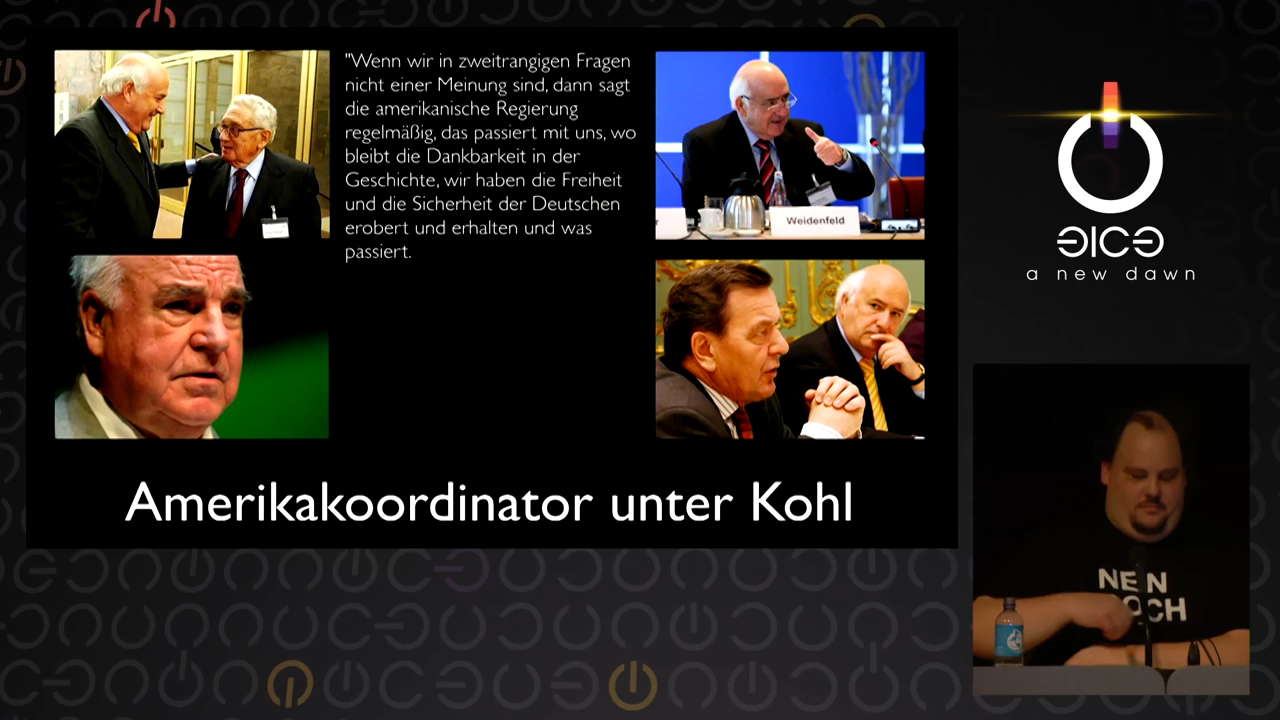 "Wenn wir in zweitrangigen Fragen
nicht einer Meinung sind, dann sagt
die amerikanische Regierung
regelmäßig, das passiert mit uns, wo
bleibt die Dankbarkeit in der
Geschichte, wir haben die Freiheit
und die Sicherheit der Deutschen
erobert und erhalten und was
passiert.
Weidenfeld
Amerikakoordinator unter Kohl
a new dawn
NEIN
DOCH